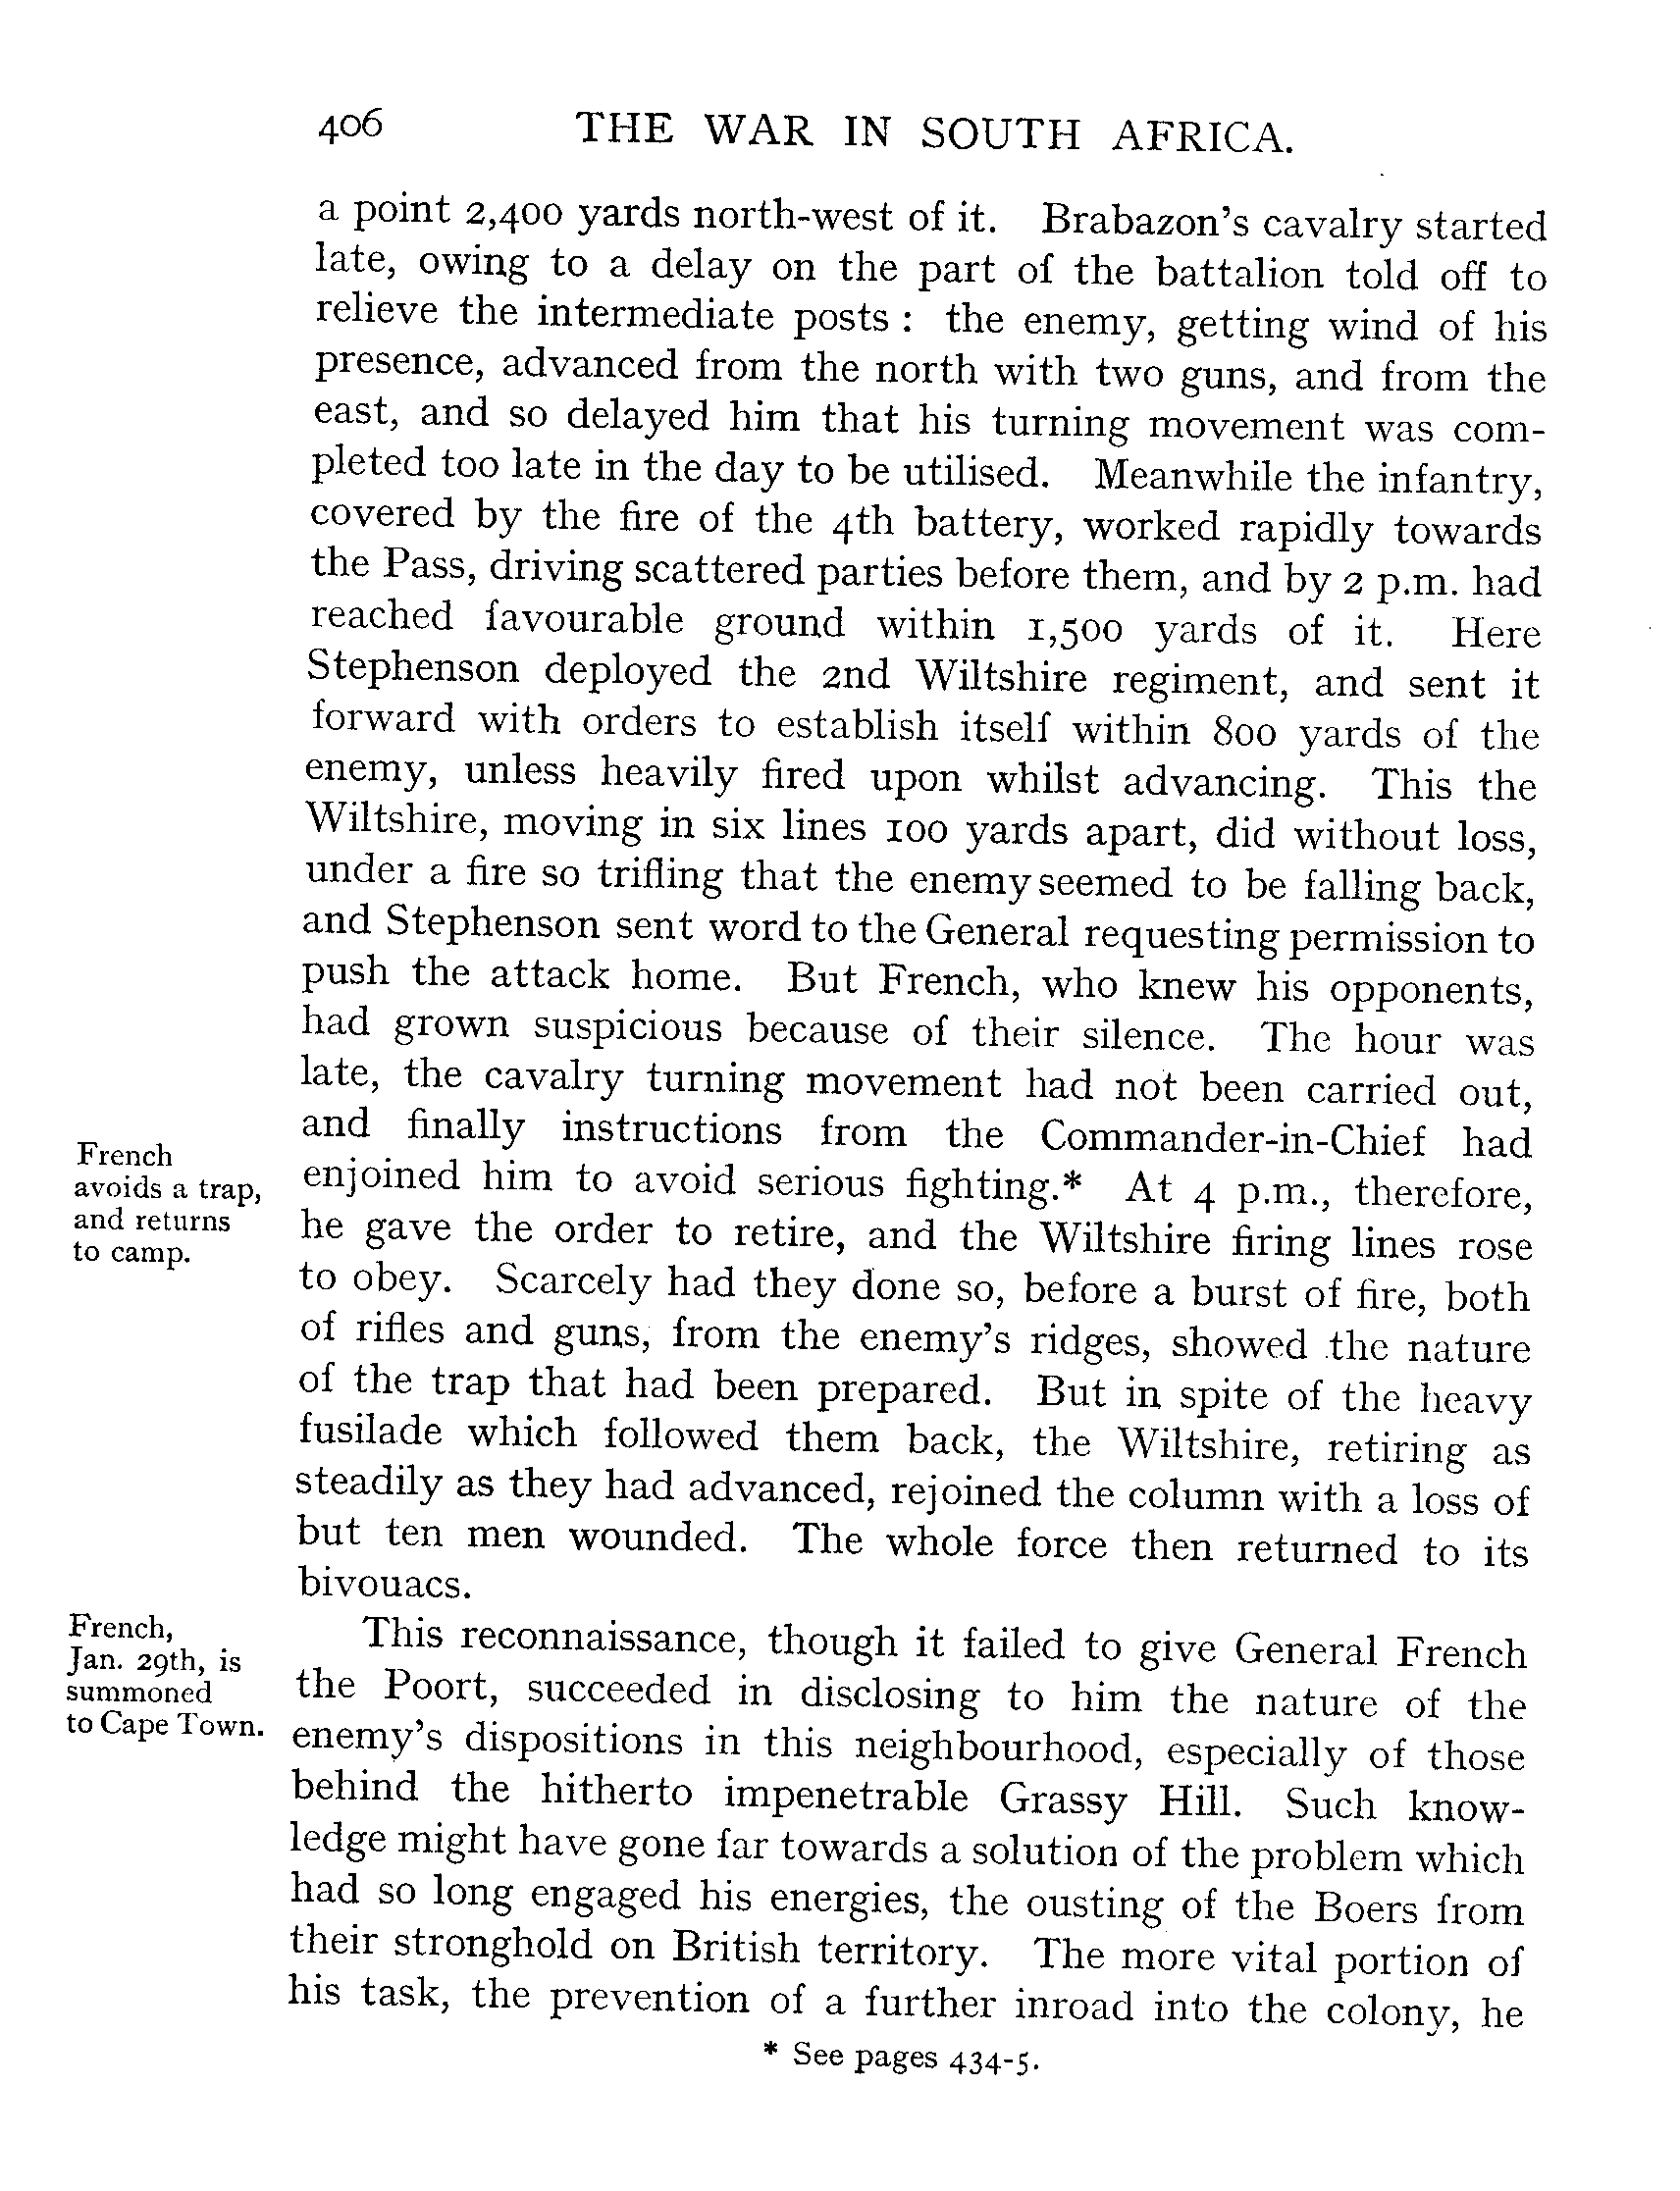 406 THE WAR IN SOUTH AFRICA.
a point 2,400 yards north-west of it. Brabazon's cavalry started
late, owing to a delay on the part of the battalion told off to
relieve the intermediate posts : the enemy, getting wind of his
presence, advanced from the north with two guns, and from the
east, and so delayed him that his turning movement was com-
pleted too late in the day to be utilised. Meanwhile the infantry,
covered by the fire of the 4th battery, worked rapidly towards
the Pass, driving scattered parties before them, and by 2 p.m. had
reached favourable ground within 1,500 yards of it. Here
Stephenson deployed the 2nd Wiltshire regiment, and sent it
forward with orders to establish itself within 800 yards of the
enemy, unless heavily fired upon whilst advancing. This the
Wiltshire, moving in six lines 100 yards apart, did without loss,
under a fire so trifling that the enemy seemed to be falling back,
and Stephenson sent word to the General requesting permission to
push the attack home. But French, who knew his opponents,
had grown suspicious because of their silence. The hour was
late, the cavalry turning movement had not been carried out,
and finally instructions from the Commander-in-Chief had
enjoined him to avoid serious fighting.* At 4 p.m., therefore,
he gave the order to retire, and the Wiltshire firing lines rose
to obey. Scarcely had they done so, before a burst of fire, both
of rifles and guns, from the enemy's ridges, showed the nature
of the trap that had been prepared. But in spite of the heavy
fusilade which followed them back, the Wiltshire, retiring as
steadily as they had advanced, rejoined the column with a loss of
but ten men wounded. The whole force then returned to its
bivouacs.
French
avoids a trap,
and returns
to camp.
This reconnaissance, though it failed to give General French
the Poort, succeeded in disclosing to him the nature of the
enemy's dispositions in this neighbourhood, especially of those
behind the hitherto impenetrable Grassy Hill. Such know-
ledge might have gone far towards a solution of the problem which
had so long engaged his energies, the ousting of the Boers from
their stronghold on British territory. The more vital portion of
his task, the prevention of a further inroad into the colony, he
French,
Jan. 29th, is
summoned
to Cape Town.
* See pages 434-5.